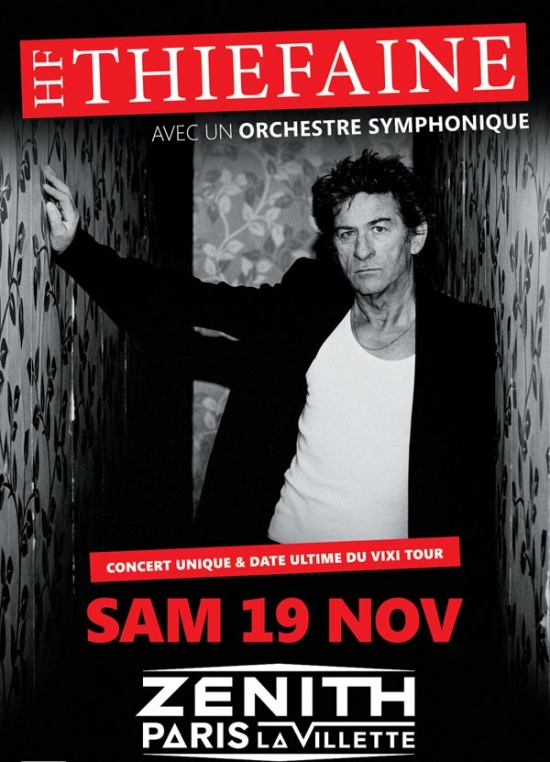 HF THIEFAINE
AVEC UN ORCHESTRE SYMPHONIQUE
CONCERT UNIQUE & DATE ULTIME DU VIXI TOUR
SAM 19 NOV
ZENITH
PARIS LA VILLETTE